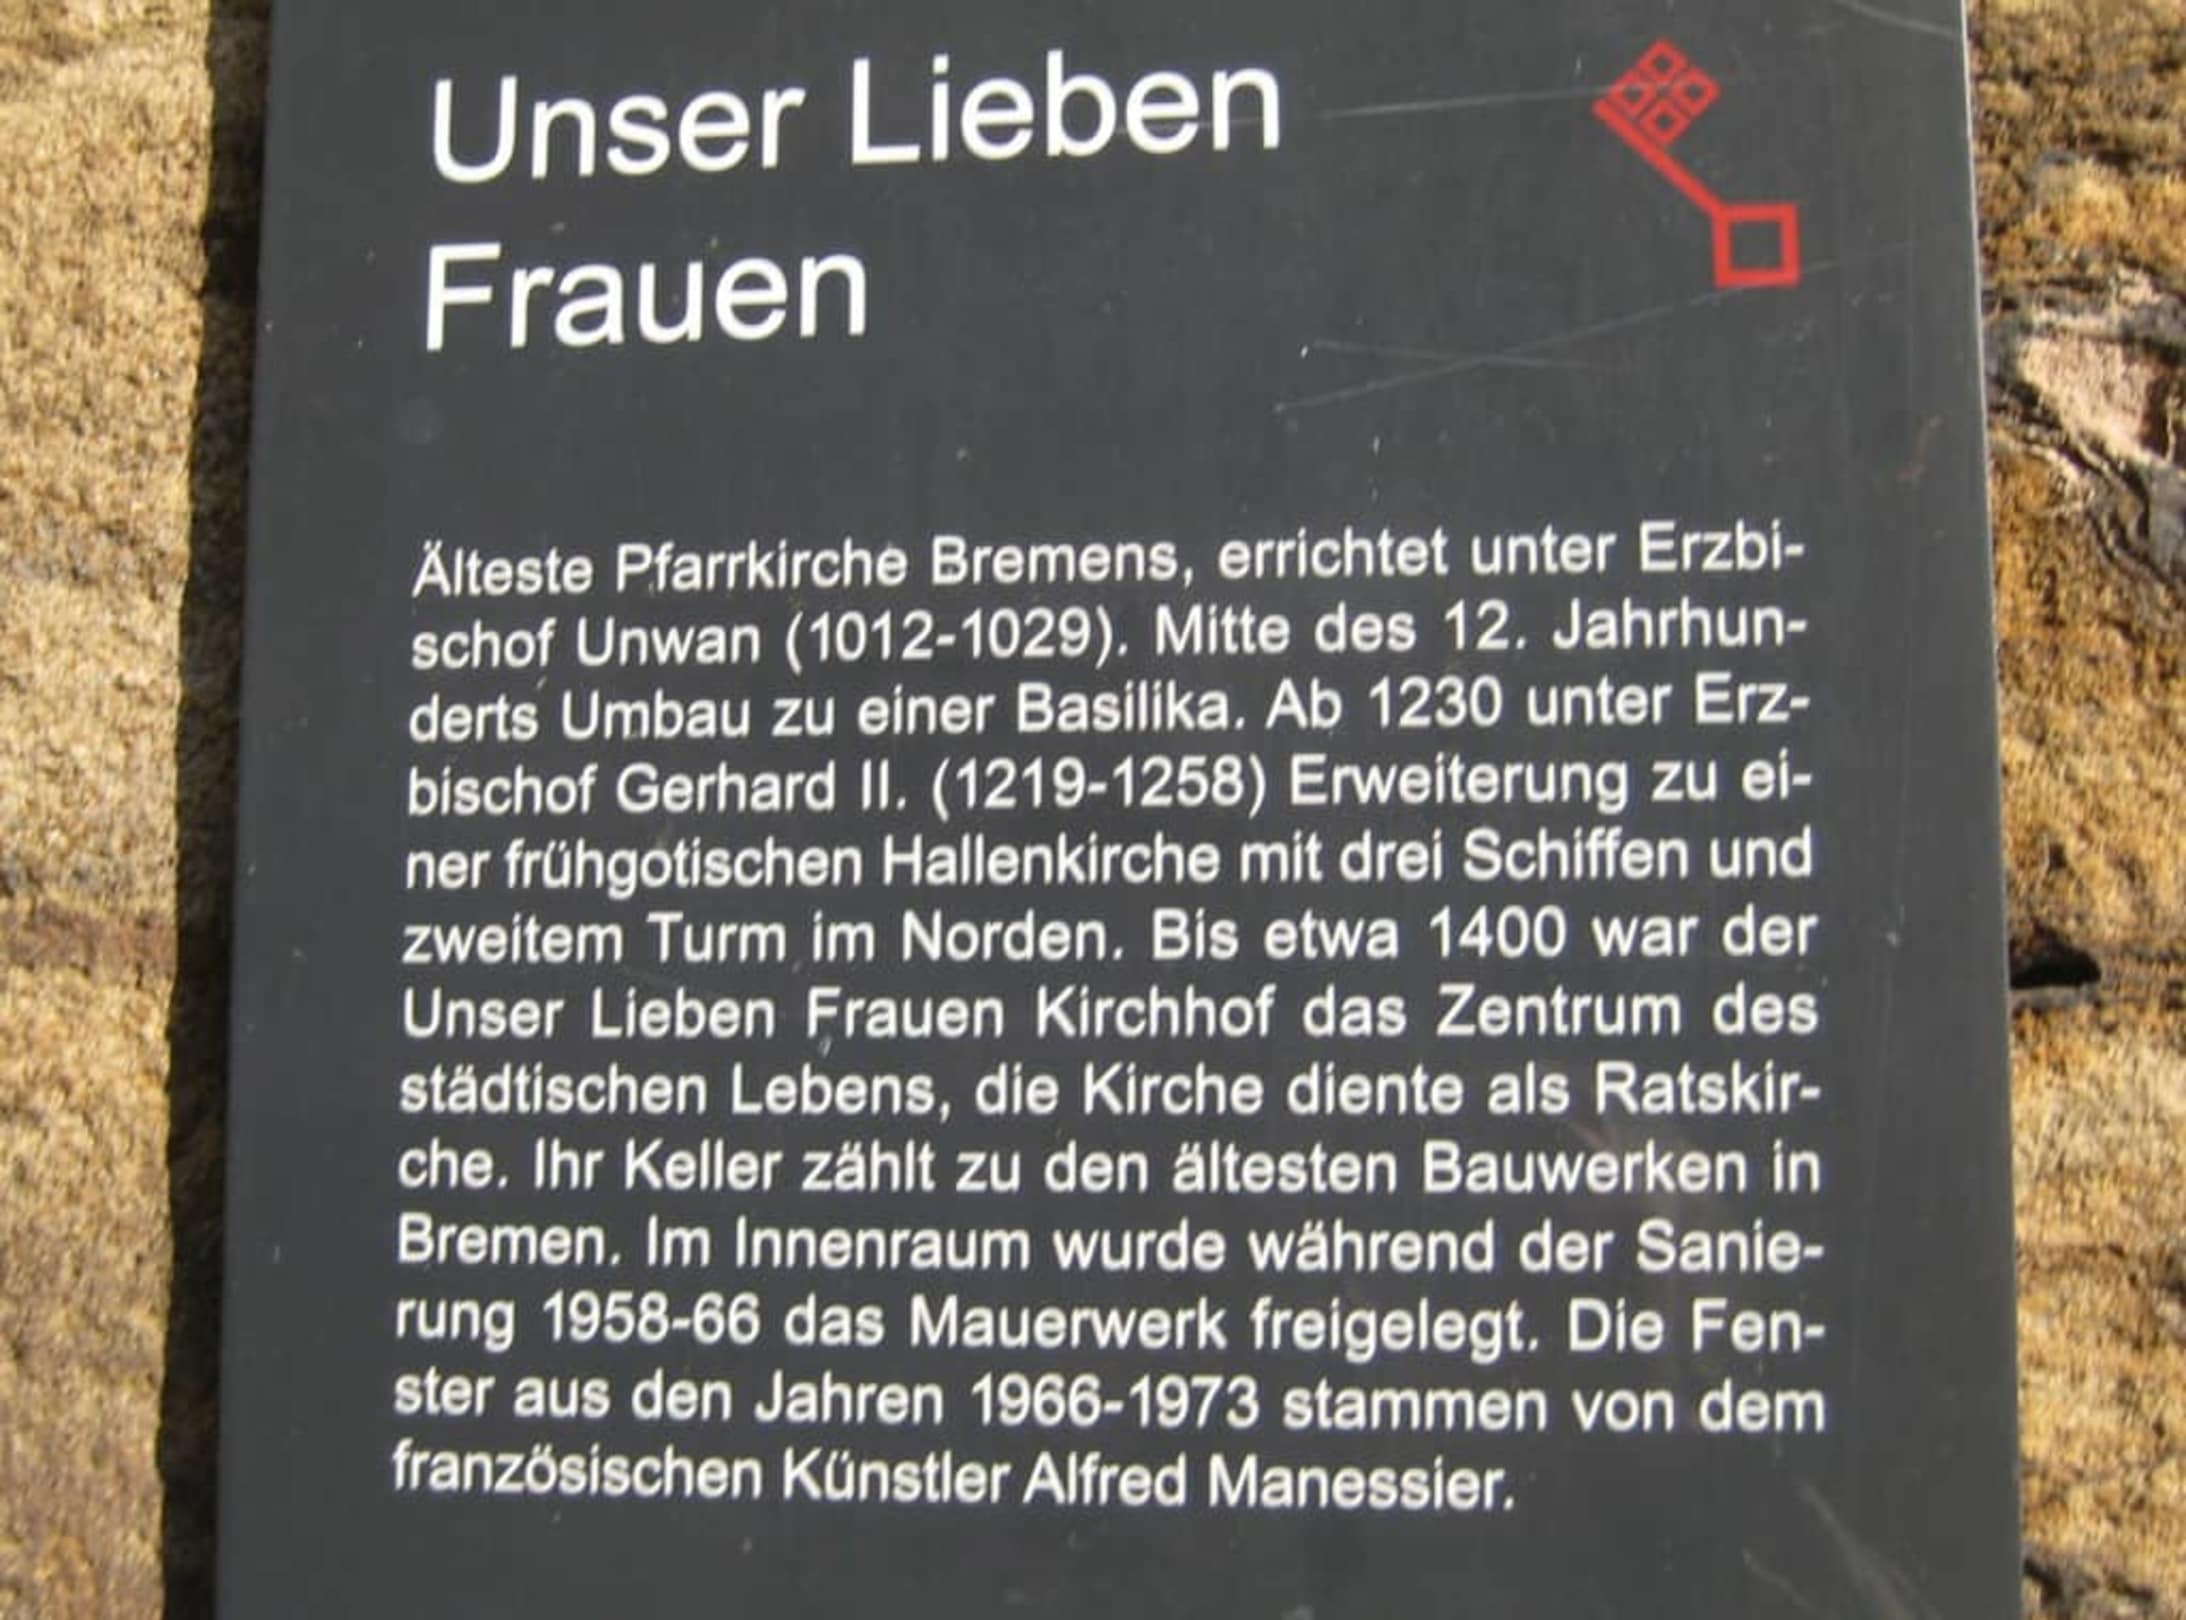 Unser Lieben
Frauen
Älteste Pfarrkirche Bremens, errichtet unter Erzbi-
schof Unwan (1012-1029). Mitte des 12. Jahrhun-
derts Umbau zu einer Basilika. Ab 1230 unter Erz-
bischof Gerhard II. (1219-1258) Erweiterung zu ei-
ner frühgotischen Hallenkirche mit drei Schiffen und
zweitem Turm im Norden. Bis etwa 1400 war der
Unser Lieben Frauen Kirchhof das Zentrum des
städtischen Lebens, die Kirche diente als Ratskir-
che. Ihr Keller zählt zu den ältesten Bauwerken in
Bremen. Im Innenraum wurde während der Sanie-
rung 1958-66 das Mauerwerk freigelegt. Die Fen-
ster aus den Jahren 1966-1973 stammen von dem
französischen Künstler Alfred Manessier.